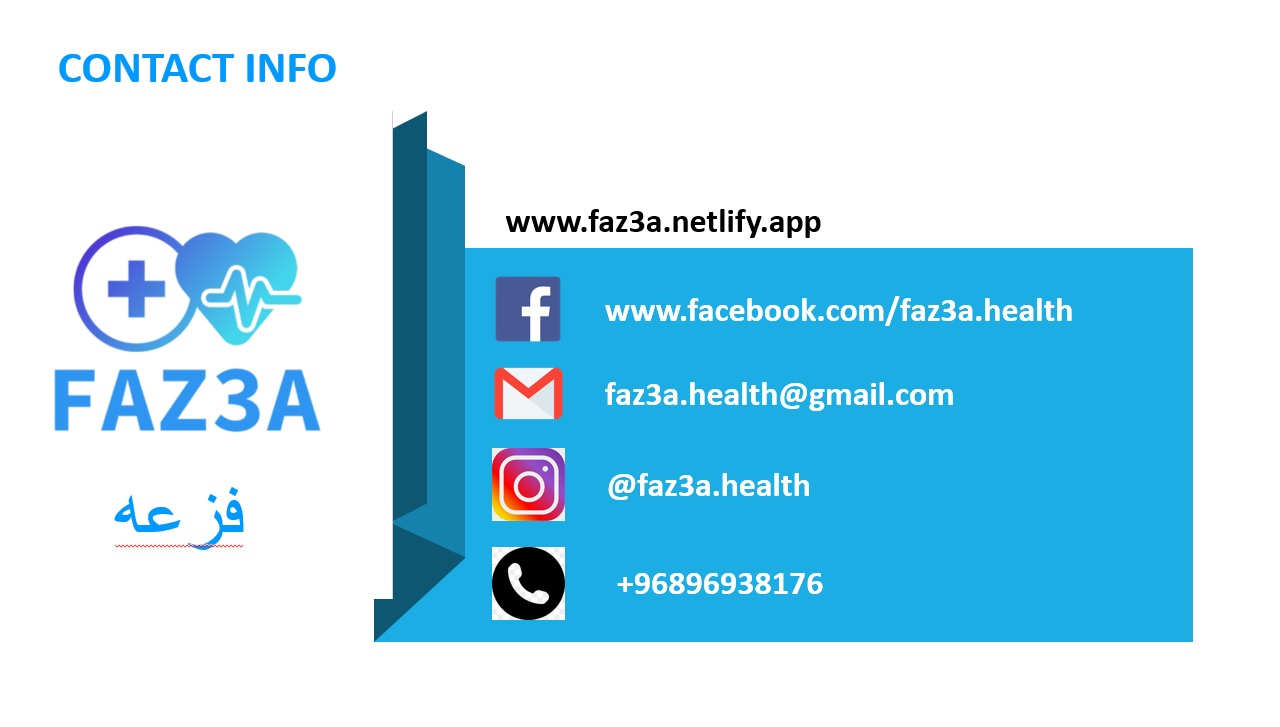 CONTACT INFO
FAZ3A
فزعه
www.faz3a.netlify.app
www.facebook.com/faz3a.health
faz3a.health@gmail.com
@faz3a.health
+96896938176